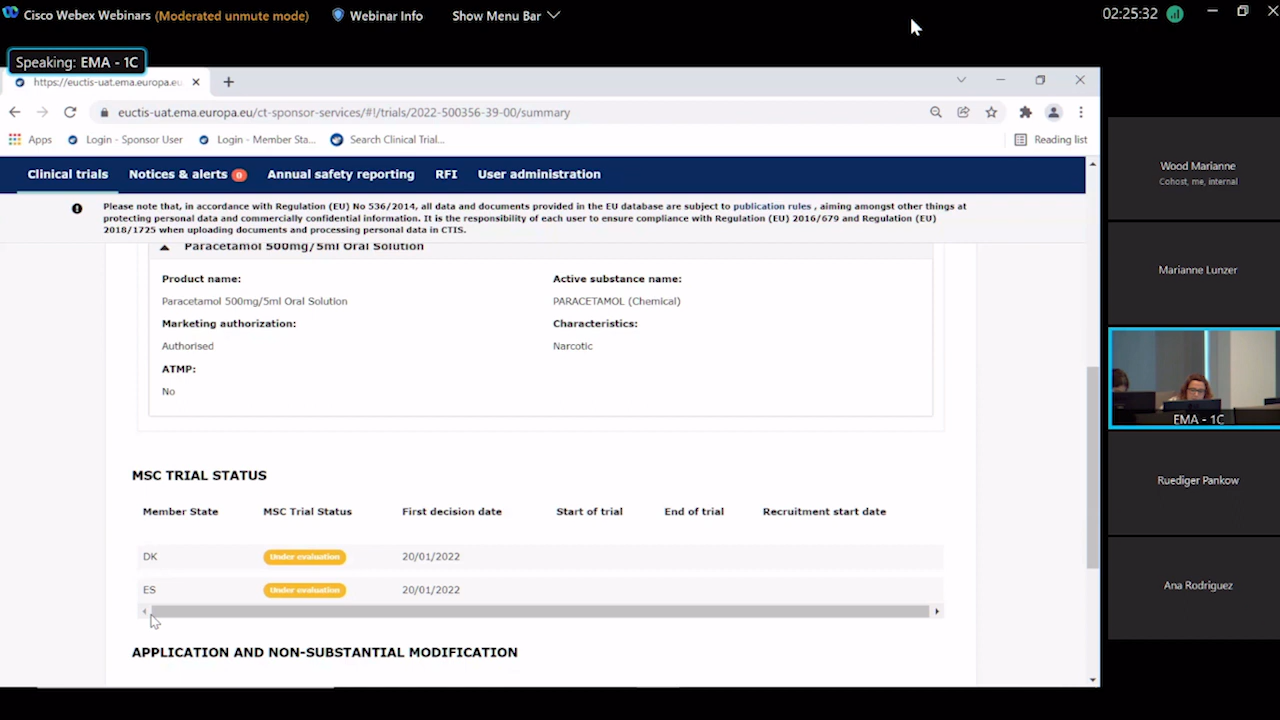 Cisco Webex Webinars (Moderated unmute mode) Webinar Info Show Menu Bar 02:25:32
Speaking: EMA - 1C
https://euctis-uat.ema.europa.eu
euctis-uat.ema.europa.eu/ct-sponsor-services/#!/trials/2022-500356-39-00/summary
Apps Login - Sponsor User Login - Member Sta... Search Clinical Trial... Reading list
Clinical trials Notices & alerts 0 Annual safety reporting RFI User administration
Please note that, in accordance with Regulation (EU) No 536/2014, all data and documents provided in the EU database are subject to publication rules , aiming amongst other things at
protecting personal data and commercially confidential information. It is the responsibility of each user to ensure compliance with Regulation (EU) 2016/679 and Regulation (EU)
2018/1725 when uploading documents and processing personal data in CTIS.
Paracetamol 500mg/5ml Oral Solution
Product name: Active substance name:
Paracetamol 500mg/5ml Oral Solution PARACETAMOL (Chemical)
Marketing authorization: Characteristics:
Authorised Narcotic
ATMP:
No
MSC TRIAL STATUS
Member State MSC Trial Status First decision date Start of trial End of trial Recruitment start date
DK Under evaluation 20/01/2022
ES Under evaluation 20/01/2022
APPLICATION AND NON-SUBSTANTIAL MODIFICATION
Wood Marianne
Cohost, me, internal
Marianne Lunzer
EMA - 1C
Ruediger Pankow
Ana Rodriguez